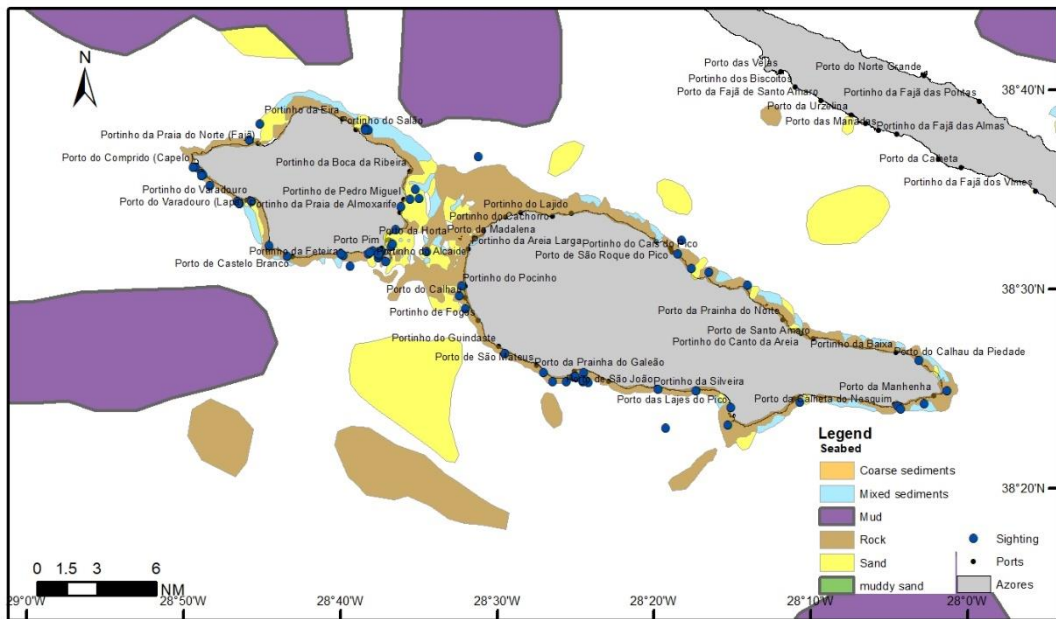 N
Porto das Velas
Porto do Norte Grande
Portinho dos Biscoitos
Porto da Fajã de Santo Amaro
Portinho da Fajã das Pontas
Porto da Urzelina
Porto das Manadas
Portinho da Fajã das Almas
Porto da Calheta
Portinho da Fajã dos Vimes
38°40'0"N
Portinho da Eira
Portinho do Salão
Portinho da Praia do Norte (Fajã)
Porto do Comprido (Capelo)
Portinho da Boca da Ribeira
Portinho do Varadouro
Portinho de Pedro Miguel
Porto do Varadouro (Lapa)
Portinho da Praia de Almoxarife
Portinho do Lajido
Portinho do Cachorro
Porto da Horta
Porto da Madalena
Porto Pim
Portinho da Areia Larga
Portinho do Cais do Pico
Portinho da Feteira
Portinho da Alcaide
Porto de São Roque do Pico
Porto de Castelo Branco
Portinho do Pocinho
38°30'0"N
Porto do Calhau
Porto da Prainha do Norte
Portinho de Fogos
Porto de Santo Amaro
Portinho do Guindaste
Portinho do Canto da Areia
Portinho da Baixa
Porto de São Mateus
Porto da Prainha do Galeão
Porto do Calhau da Piedade
Porto de São João
Portinho da Silveira
Porto da Manhenha
Porto das Lajes do Pico
Porto da Calheta do Nesquim
38°20'0"N
Legend
Seabed
Coarse sediments
Mixed sediments
Mud
Rock
Sand
muddy sand
Sighting
Ports
Azores
0 1.5 3 6
NM
29°0'W 28°50'W 28°40'W 28°30'W 28°20'W 28°10'W 28°0'W